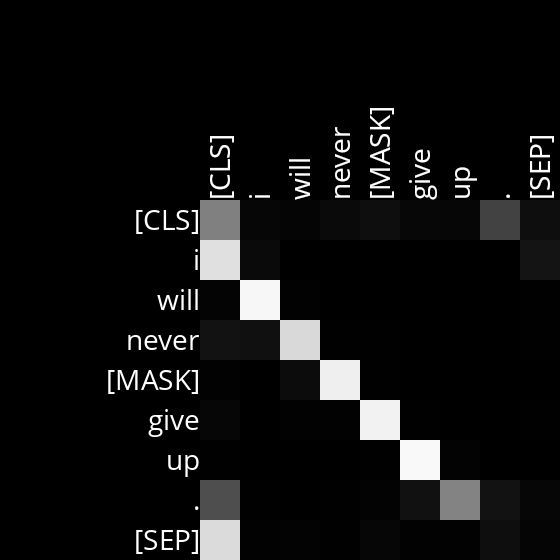 [CLS] i will never [MASK] give up . [SEP]
[CLS]
i
will
never
[MASK]
give
up
.
[SEP]